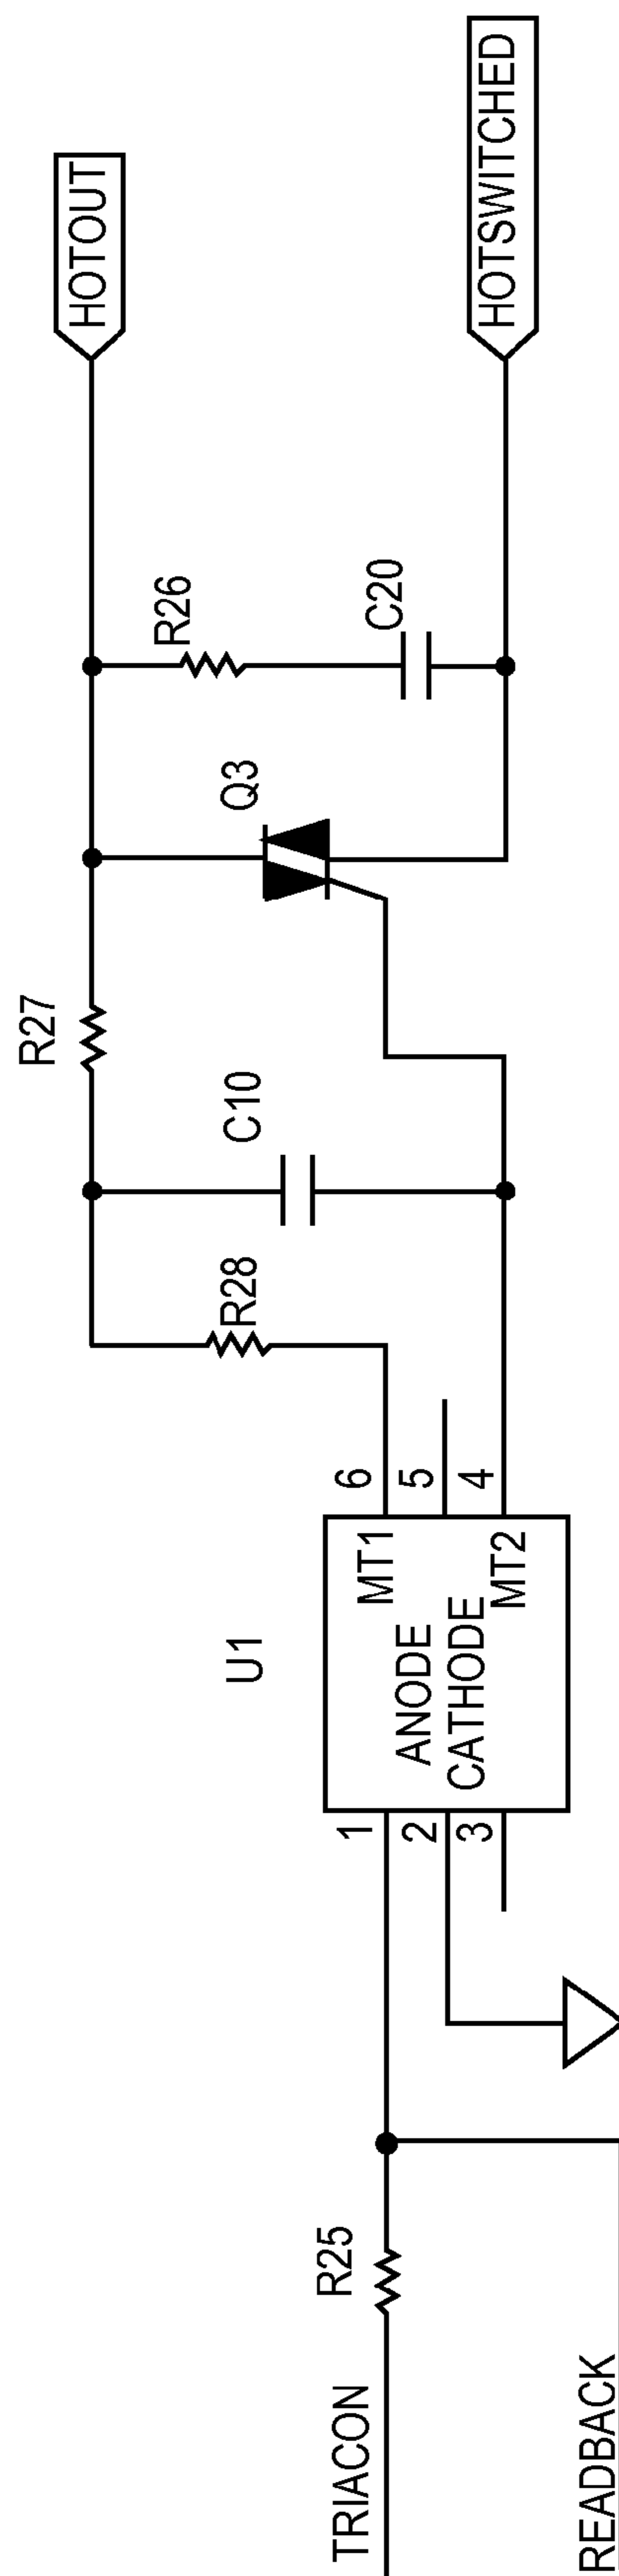 HOTOUT
HOTSWITCHED
R26
C20
Q3
R27
C10
R28
6
5
4
U1
MT1
ANODE
CATHODE
MT2
1
2
3
R25
TRIACON
READBACK